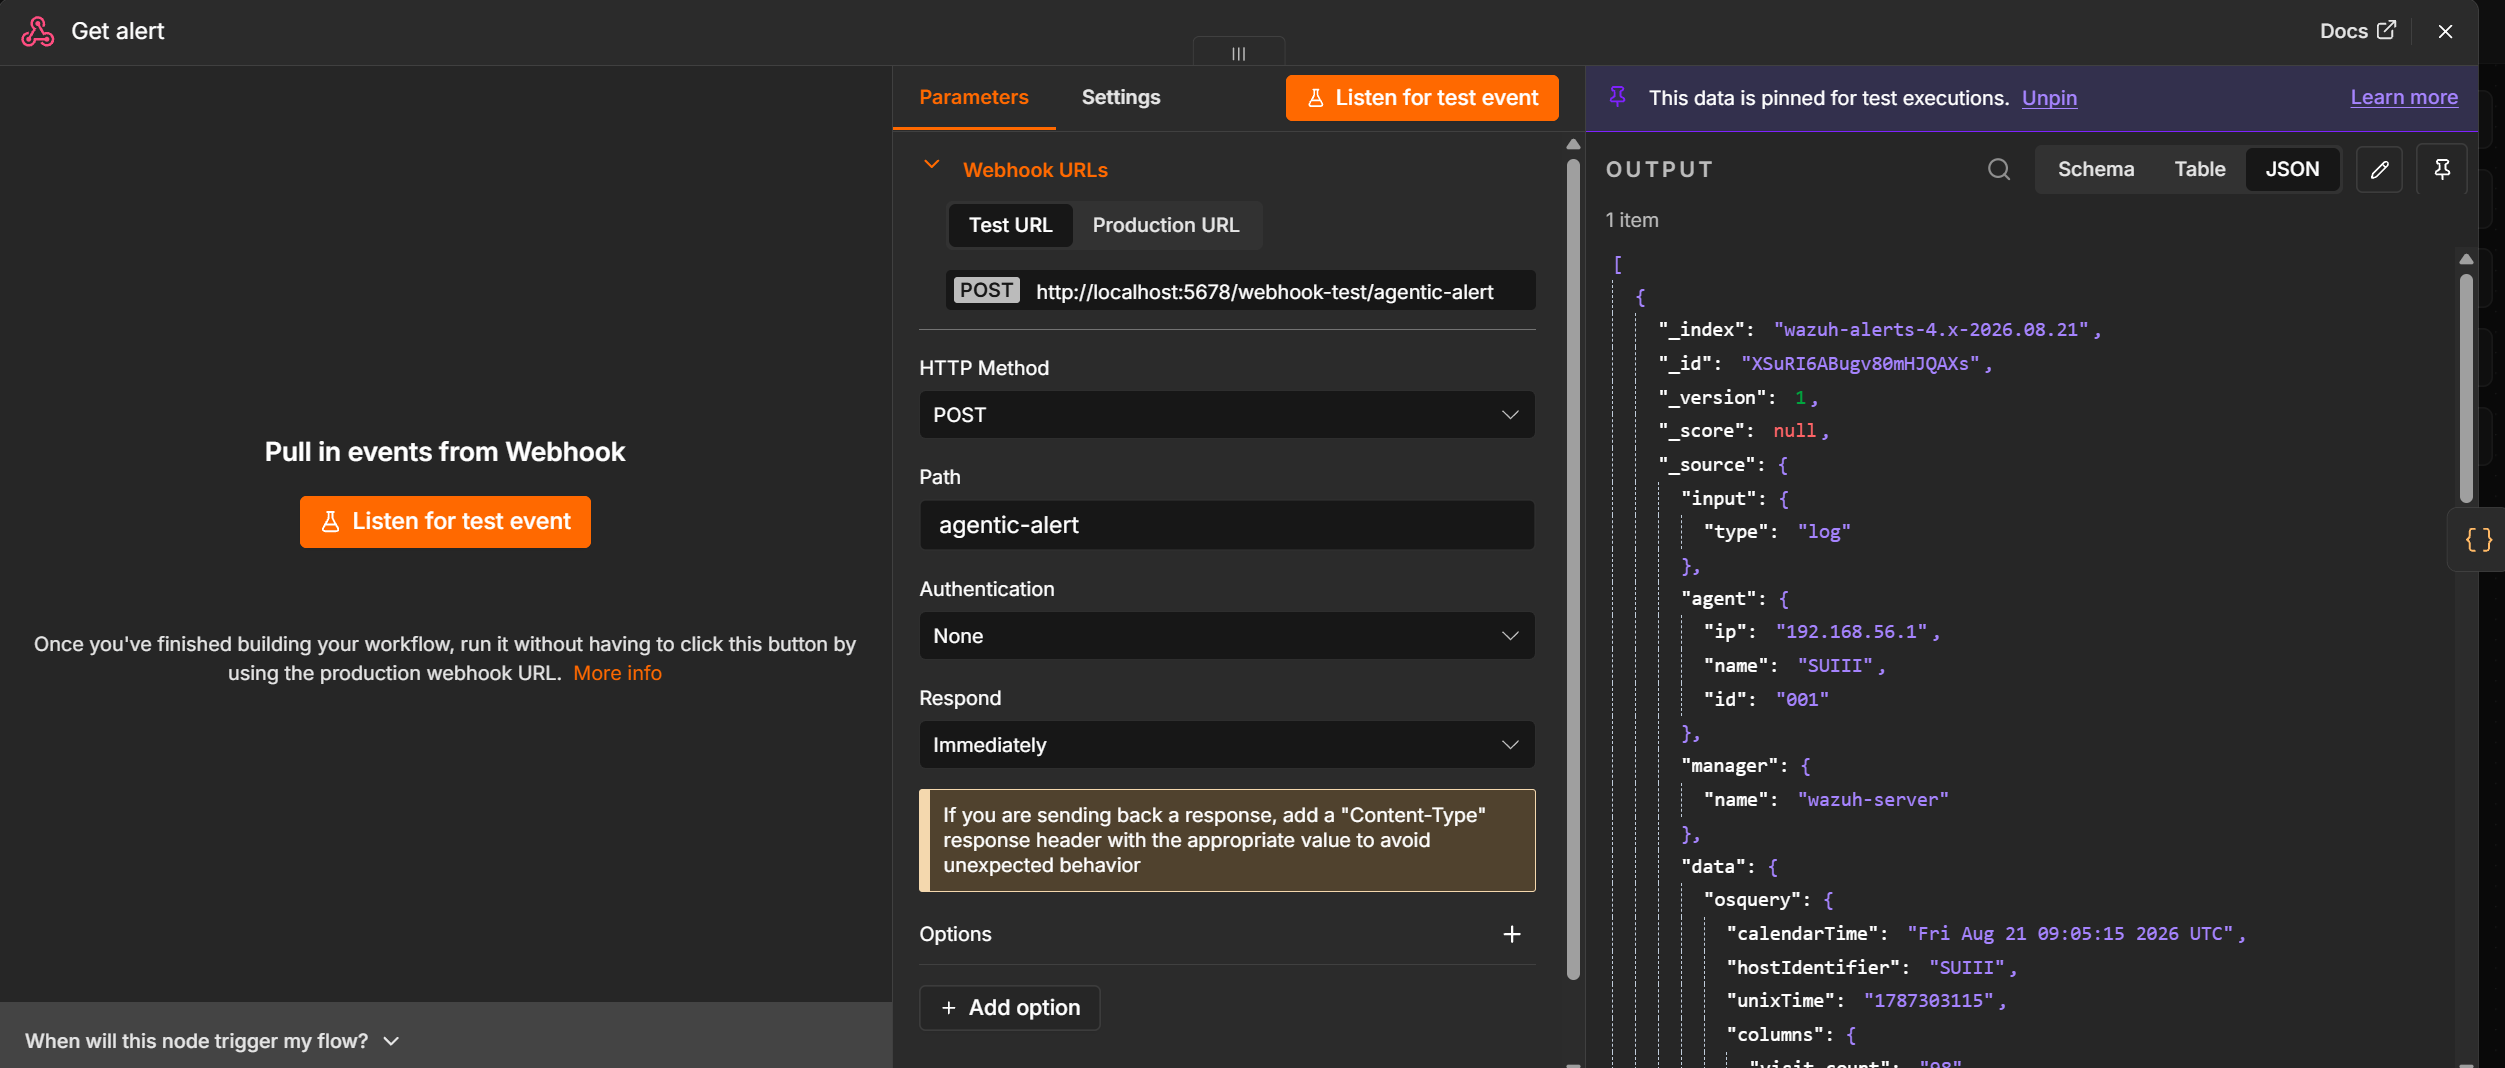 Get alert
Docs
Parameters
Settings
Listen for test event
This data is pinned for test executions. Unpin
Learn more
Webhook URLs
Test URL
Production URL
POST http://localhost:5678/webhook-test/agentic-alert
HTTP Method
POST
Path
agentic-alert
Authentication
None
Respond
Immediately
If you are sending back a response, add a "Content-Type"
response header with the appropriate value to avoid
unexpected behavior
Options
+ Add option
Pull in events from Webhook
Listen for test event
Once you've finished building your workflow, run it without having to click this button by
using the production webhook URL. More info
When will this node trigger my flow?
OUTPUT
Schema
Table
JSON
1 item
[
{
"_index": "wazuh-alerts-4.x-2026.08.21",
"_id": "XSuRI6ABugv80mHJQAXs",
"_version": 1,
"_score": null,
"_source": {
"input": {
"type": "log"
},
"agent": {
"ip": "192.168.56.1",
"name": "SUIII",
"id": "001"
},
"manager": {
"name": "wazuh-server"
},
"data": {
"osquery": {
"calendarTime": "Fri Aug 21 09:05:15 2026 UTC",
"hostIdentifier": "SUIII",
"unixTime": "1787303115",
"columns": {
"visit_count": "98"
{}